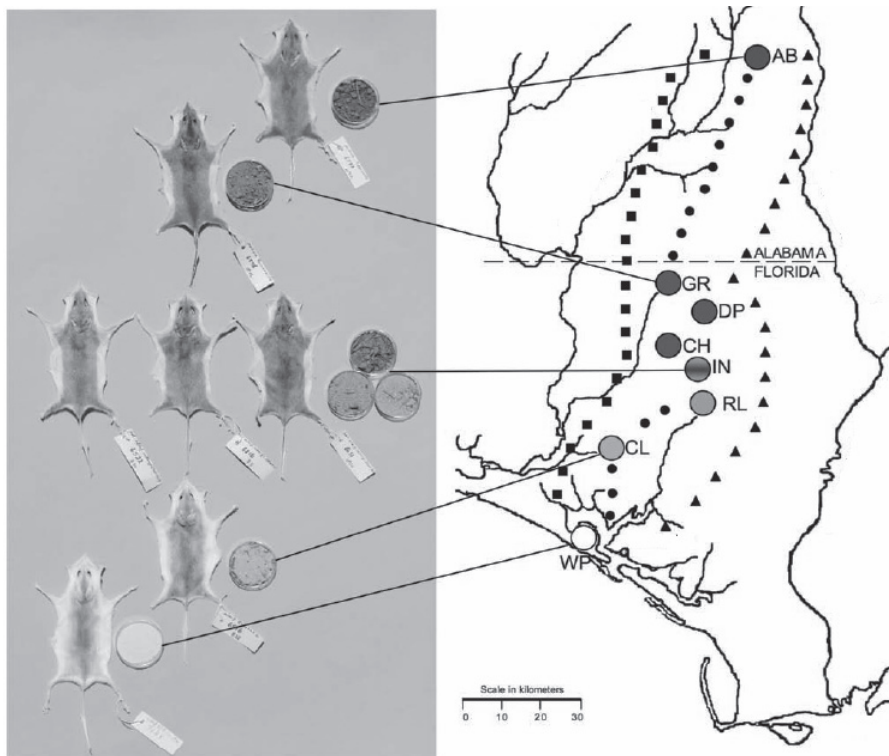 AB
ALABAMA
FLORIDA
GR
DP
CH
IN
RL
CL
WP
Scale in kilometers
0 10 20 30